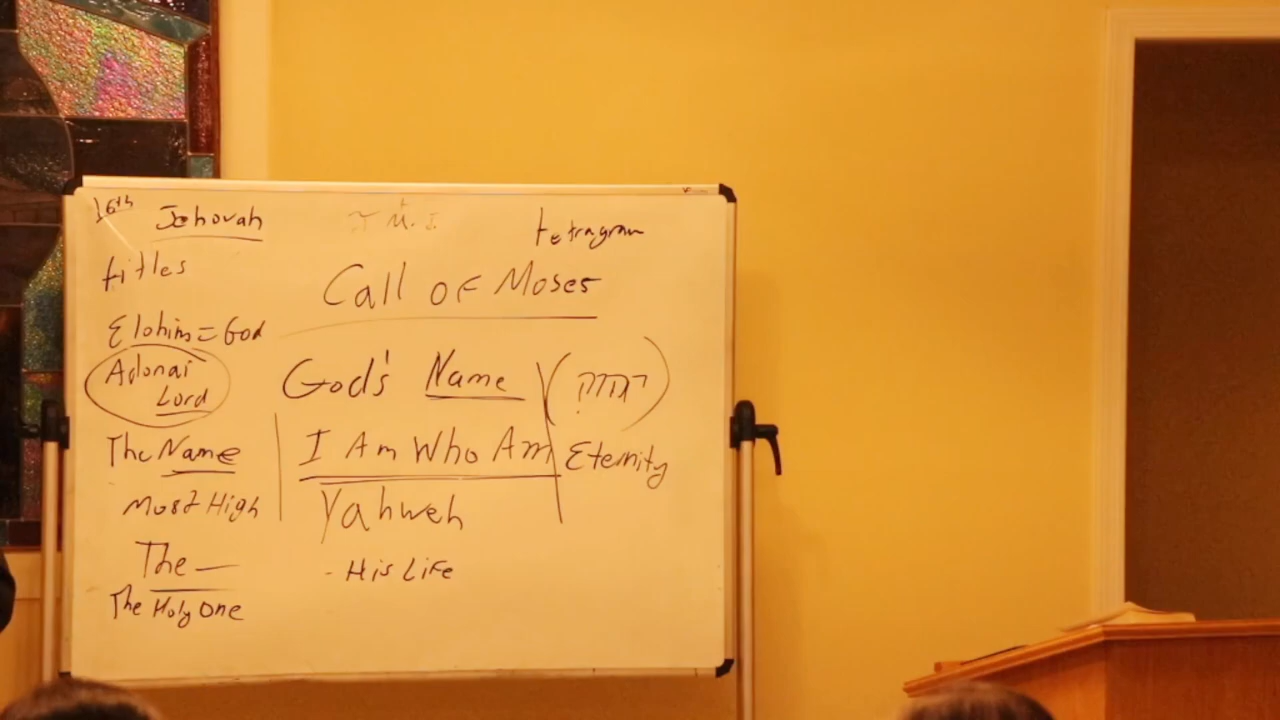 16th
Jehovah
tetragram
titles
Call of Moses
Elohim = God
Adonai
Lord
God's Name
The Name
I Am Who Am
Eternity
Most High
Yahweh
The —
- His Life
The Holy One